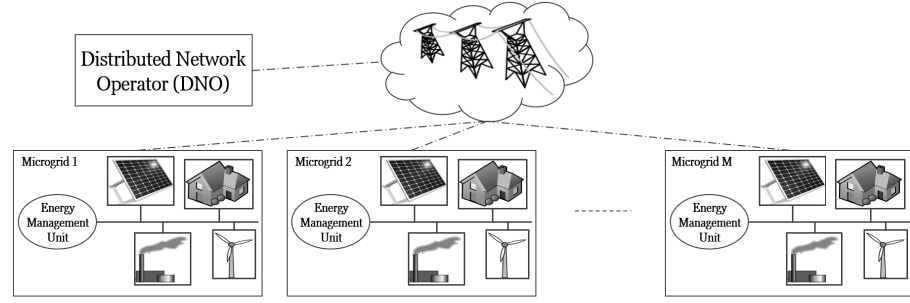 Distributed Network
Operator (DNO)
Microgrid 1
Energy
Management
Unit
Microgrid 2
Energy
Management
Unit
Microgrid M
Energy
Management
Unit